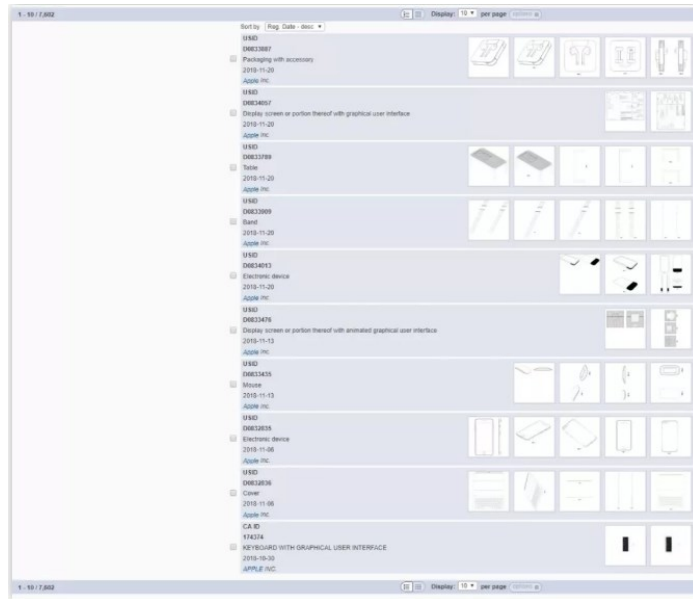 1 - 10 / 7,602 Display: 10 per page
Sort by Reg. Date - desc
USID
D0833887
Packaging with accessory
2018-11-20
Apple Inc.
USID
D0834057
Display screen or portion thereof with graphical user interface
2018-11-20
Apple Inc.
USID
D0833789
Table
2018-11-20
Apple Inc.
USID
Band
2018-11-20
Apple Inc.
USID
D0834013
Electronic device
2018-11-20
Apple Inc.
USID
D0833476
Display screen or portion thereof with animated graphical user interface
2018-11-13
Apple Inc.
USID
D0833435
Mouse
2018-11-13
Apple Inc.
USID
D0832835
Electronic device
2018-11-06
Apple Inc.
USID
D0832836
Cover
2018-11-06
Apple Inc.
CA ID
174374
KEYBOARD WITH GRAPHICAL USER INTERFACE
2018-10-30
APPLE INC.
1 - 10 / 7,602 Display: 10 per page